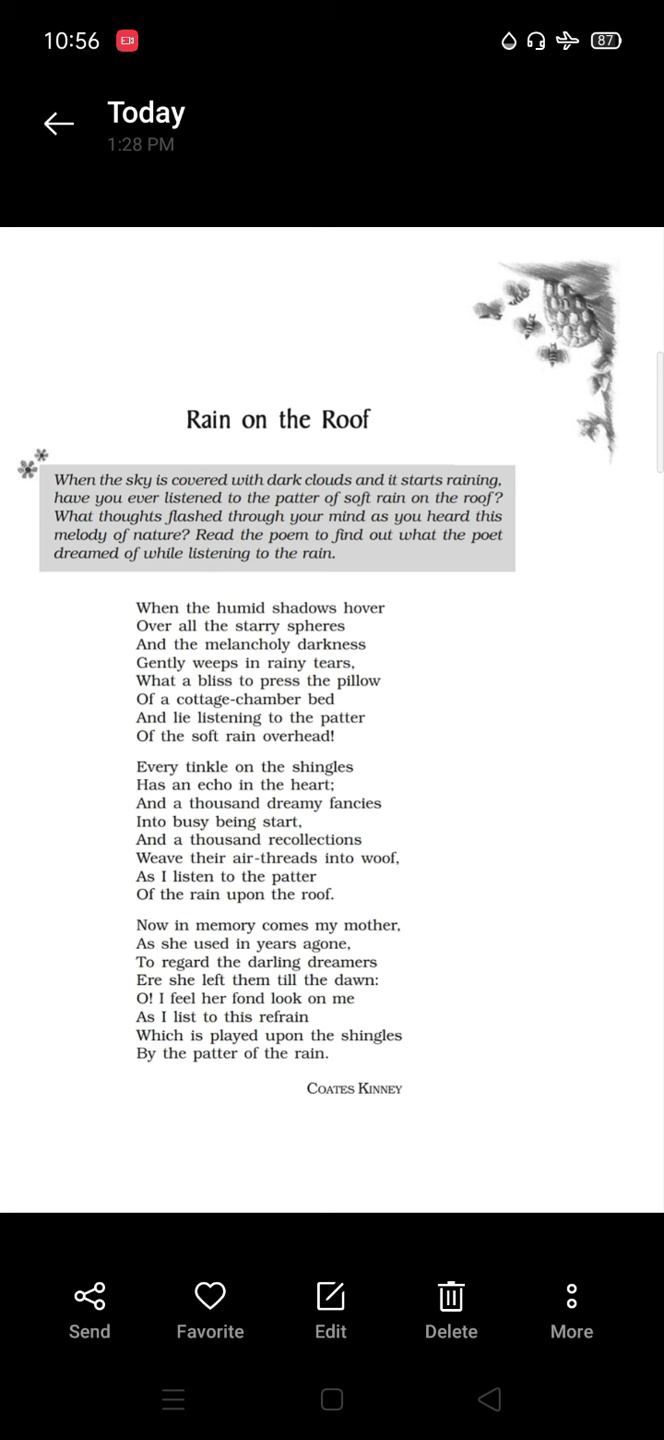 10:56
87
Today
1:28 PM
Rain on the Roof
When the sky is covered with dark clouds and it starts raining,
have you ever listened to the patter of soft rain on the roof?
What thoughts flashed through your mind as you heard this
melody of nature? Read the poem to find out what the poet
dreamed of while listening to the rain.
When the humid shadows hover
Over all the starry spheres
And the melancholy darkness
Gently weeps in rainy tears,
What a bliss to press the pillow
Of a cottage-chamber bed
And lie listening to the patter
Of the soft rain overhead!
Every tinkle on the shingles
Has an echo in the heart;
And a thousand dreamy fancies
Into busy being start,
And a thousand recollections
Weave their air-threads into woof,
As I listen to the patter
Of the rain upon the roof.
Now in memory comes my mother,
As she used in years agone,
To regard the darling dreamers
Ere she left them till the dawn:
O! I feel her fond look on me
As I list to this refrain
Which is played upon the shingles
By the patter of the rain.
COATES KINNEY
Send Favorite Edit Delete More